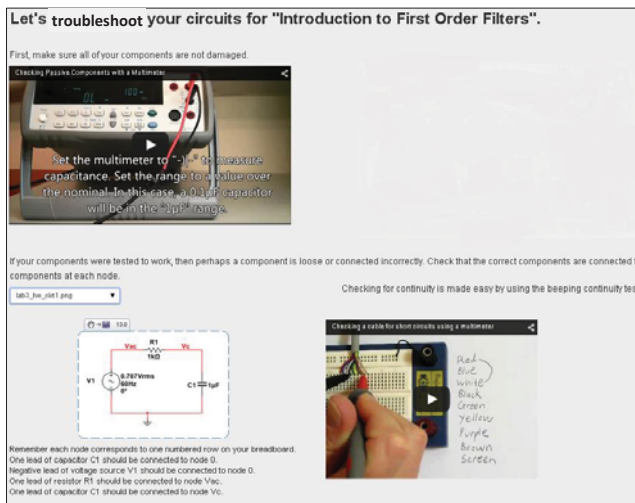 Let's troubleshoot your circuits for "Introduction to First Order Filters".
First, make sure all of your components are not damaged.
Checking Passive Components with a Multimeter
Set the multimeter to "-)|-" to measure
capacitance. Set the range to a value over
the nominal. In this case, a 0.1µF capacitor
will be in the "1µF" range.
If your components were tested to work, then perhaps a component is loose or connected incorrectly. Check that the correct components are connected
components at each node.
lab3_hw_ckt1.png
Checking for continuity is made easy by using the beeping continuity tes
13.0
R1
Vac
Vc
1kΩ
V1
0.707Vrms
60Hz
0°
C1
1µF
Checking a cable for short circuits using a multimeter
Red
Blue
White
Black
Green
Yellow
Purple
Brown
Screen
Remember each node corresponds to one numbered row on your breadboard.
One lead of capacitor C1 should be connected to node 0.
Negative lead of voltage source V1 should be connected to node 0.
One lead of resistor R1 should be connected to node Vac.
One lead of capacitor C1 should be connected to node Vc.